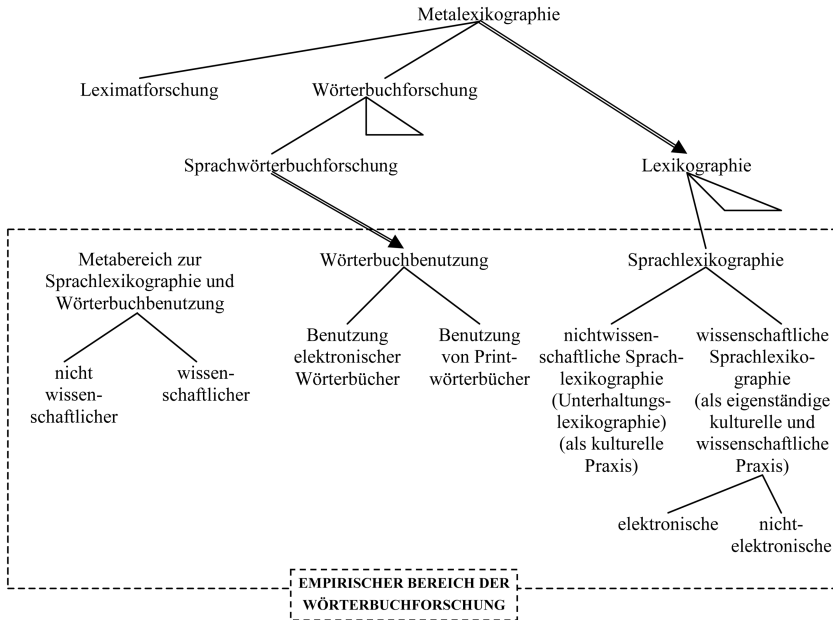 Metalexikographie
Leximatforschung
Wörterbuchforschung
Sprachwörterbuchforschung
Lexikographie
Metabereich zur
Sprachlexikographie und
Wörterbuchbenutzung
Wörterbuchbenutzung
Sprachlexikographie
nicht
wissen-
schaftlicher
wissen-
schaftlicher
Benutzung
elektronischer
Wörterbücher
Benutzung
von Print-
wörterbücher
nichtwissen-
schaftliche Sprach-
lexikographie
(Unterhaltungs-
lexikographie)
(als kulturelle
Praxis)
wissenschaftliche
Sprachlexiko-
graphie
(als eigenständige
kulturelle und
wissenschaftliche
Praxis)
elektronische
nicht-
elektronische
EMPIRISCHER BEREICH DER
WÖRTERBUCHFORSCHUNG